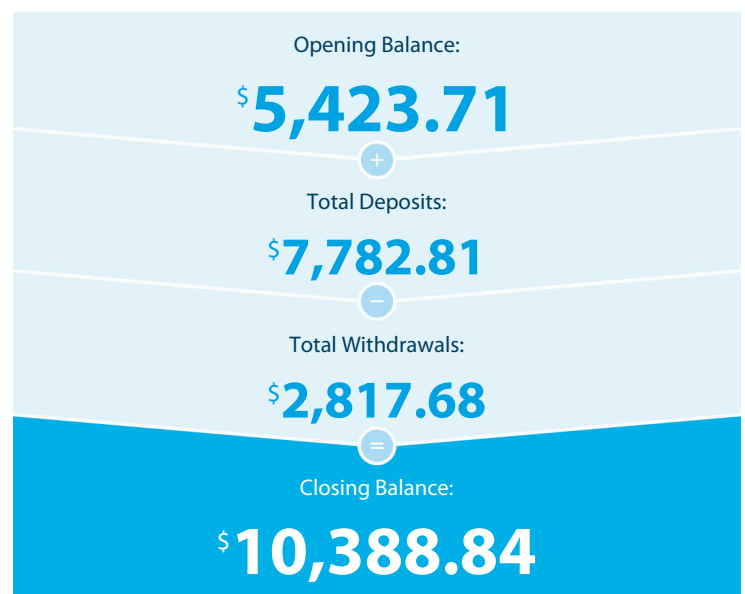 Opening Balance:
$5,423.71
+
Total Deposits:
$7,782.81
−
Total Withdrawals:
$2,817.68
=
Closing Balance:
$10,388.84